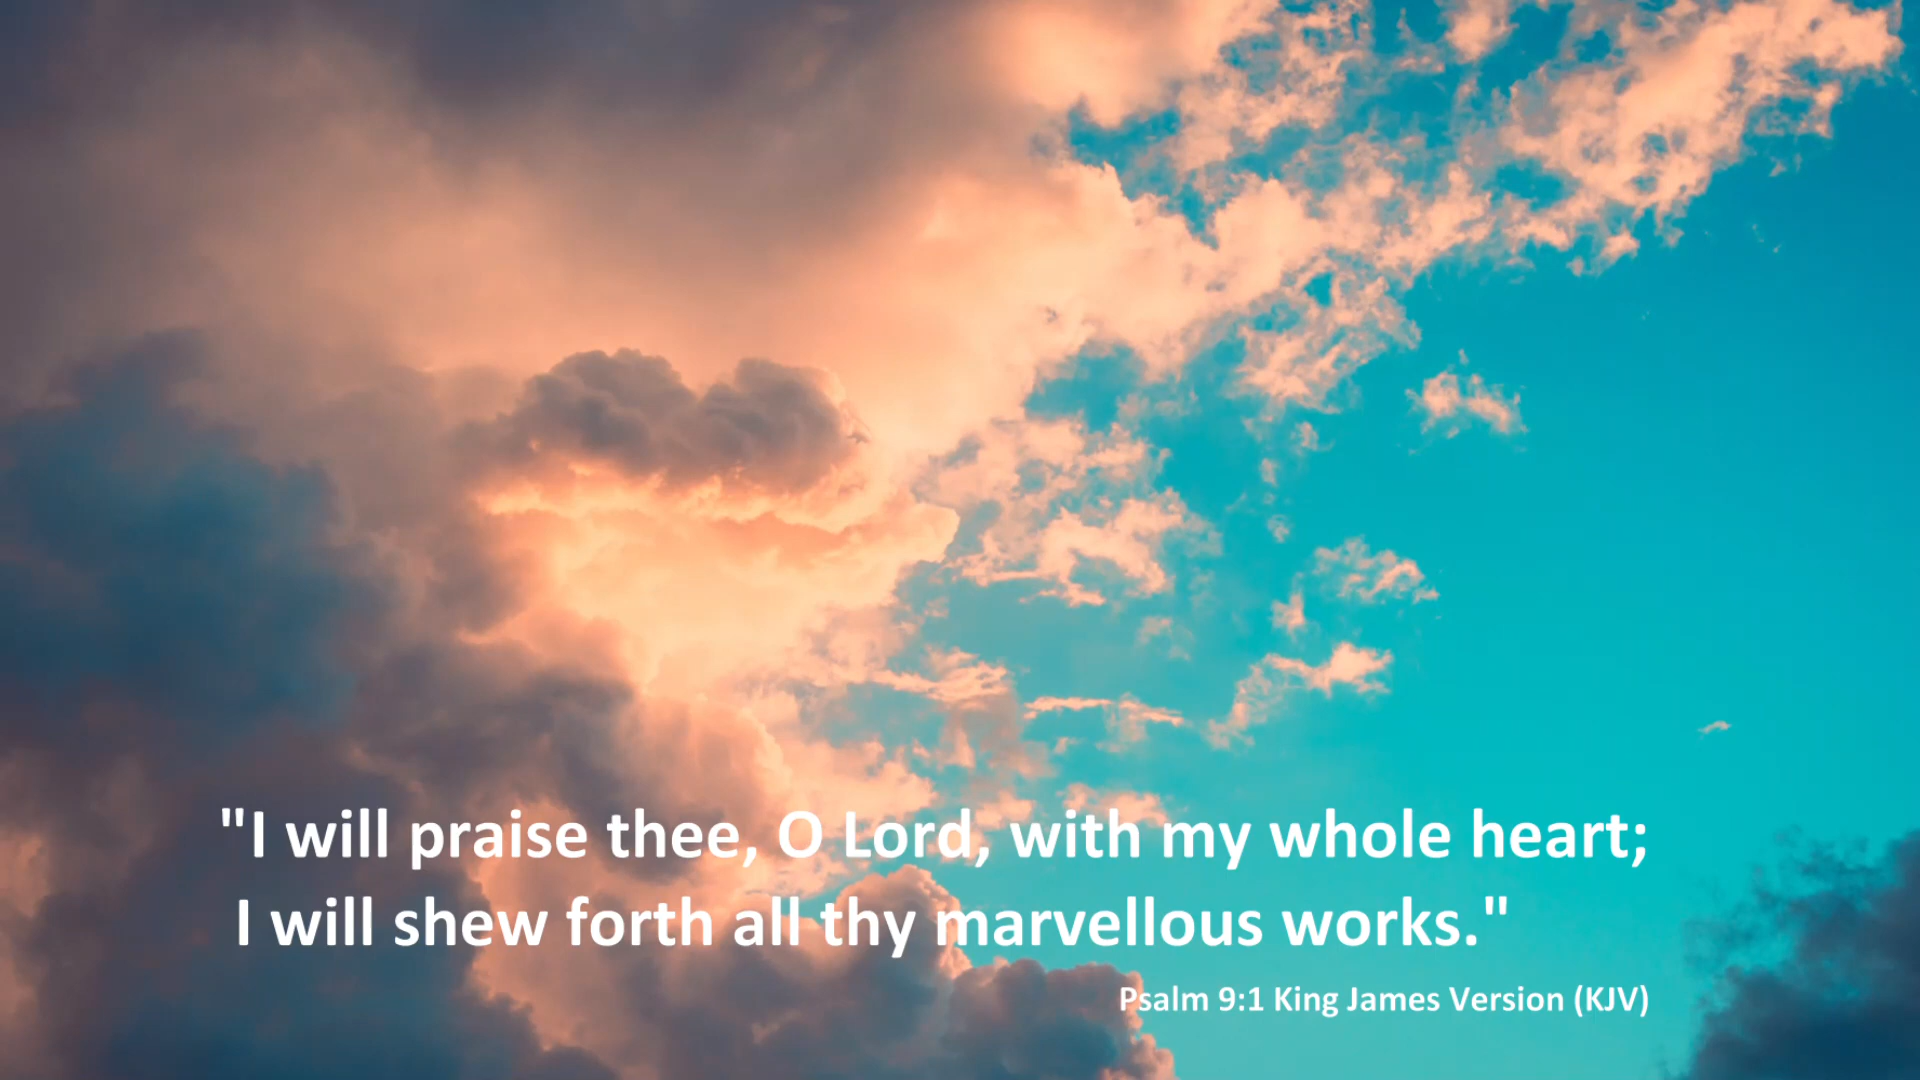 "I will praise thee, O Lord, with my whole heart;
I will shew forth all thy marvellous works."
Psalm 9:1 King James Version (KJV)